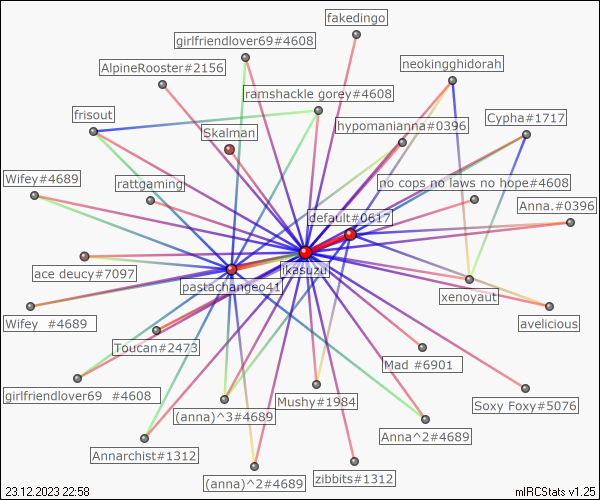 fakedingo
girlfriendlover69#4608
neokingghidorah
AlpineRooster#2156
ramshackle gorey#4608
frisout
Skalman
hypomanianna#0396
Cypha#1717
Wifey#4689
rattgaming
no cops no laws no hope#4608
default#0617
Anna.#0396
ace deucy#7097
Ikasuzu
pastachangeo41
xenoyaut
Wifey  #4689
avelicious
Toucan#2473
Mad #6901
girlfriendlover69  #4608
(anna)^3#4689
Mushy#1984
Soxy Foxy#5076
Annarchist#1312
Anna^2#4689
(anna)^2#4689
zibbits#1312
23.12.2023 22:58
mIRCStats v1.25